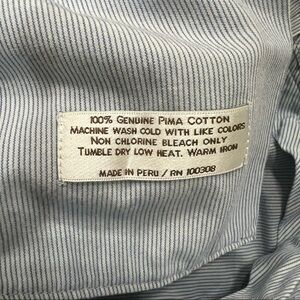 100% GENUINE PIMA COTTON
MACHINE WASH COLD WITH LIKE COLORS
NON CHLORINE BLEACH ONLY
TUMBLE DRY LOW HEAT. WARM IRON
MADE IN PERU / RN 100308